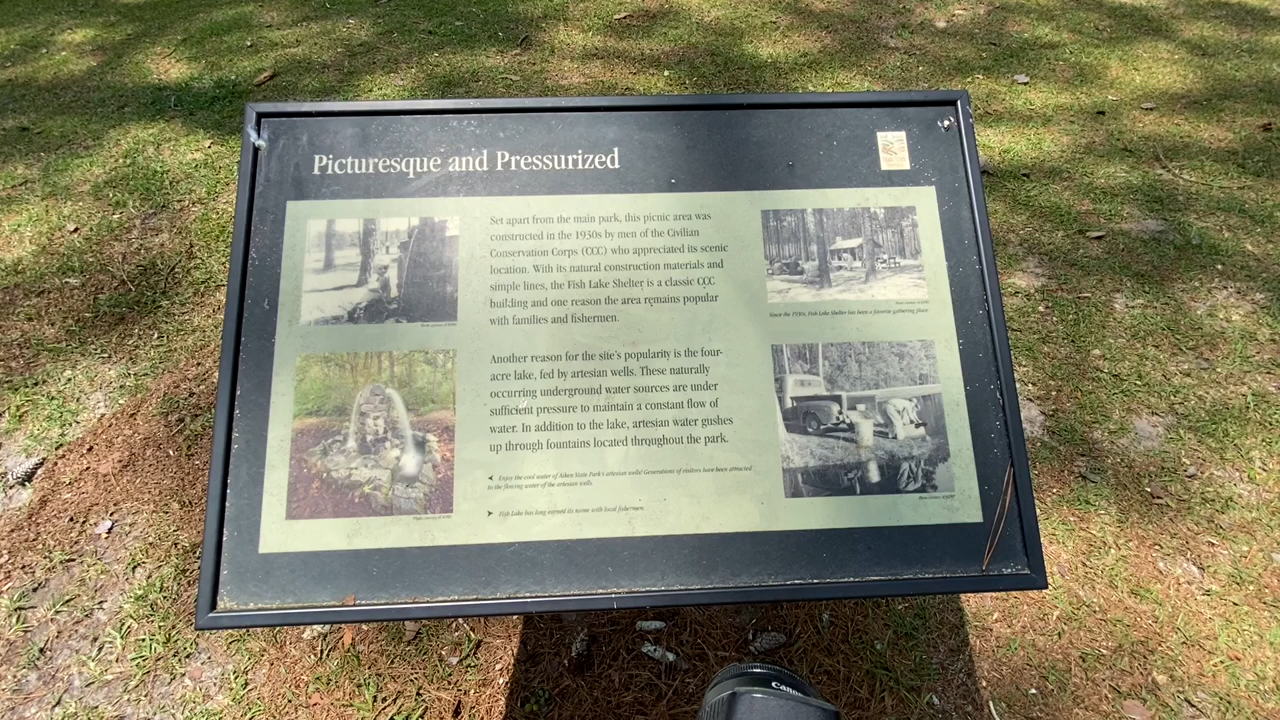 Picturesque and Pressurized
Set apart from the main park, this picnic area was
constructed in the 1930s by men of the Civilian
Conservation Corps (CCC) who appreciated its scenic
location. With its natural construction materials and
simple lines, the Fish Lake Shelter is a classic CCC
building and one reason the area remains popular
with families and fishermen.
Another reason for the site's popularity is the four-
acre lake, fed by artesian wells. These naturally
occurring underground water sources are under
sufficient pressure to maintain a constant flow of
water. In addition to the lake, artesian water gushes
up through fountains located throughout the park.
Enjoy the cool water of Aiken State Park's artesian wells! Generations of visitors have been attracted
to the flowing water of the artesian wells.
Fish Lake has long earned its name with local fishermen.
Since the 1930s, Fish Lake Shelter has been a favorite gathering place.
Canon